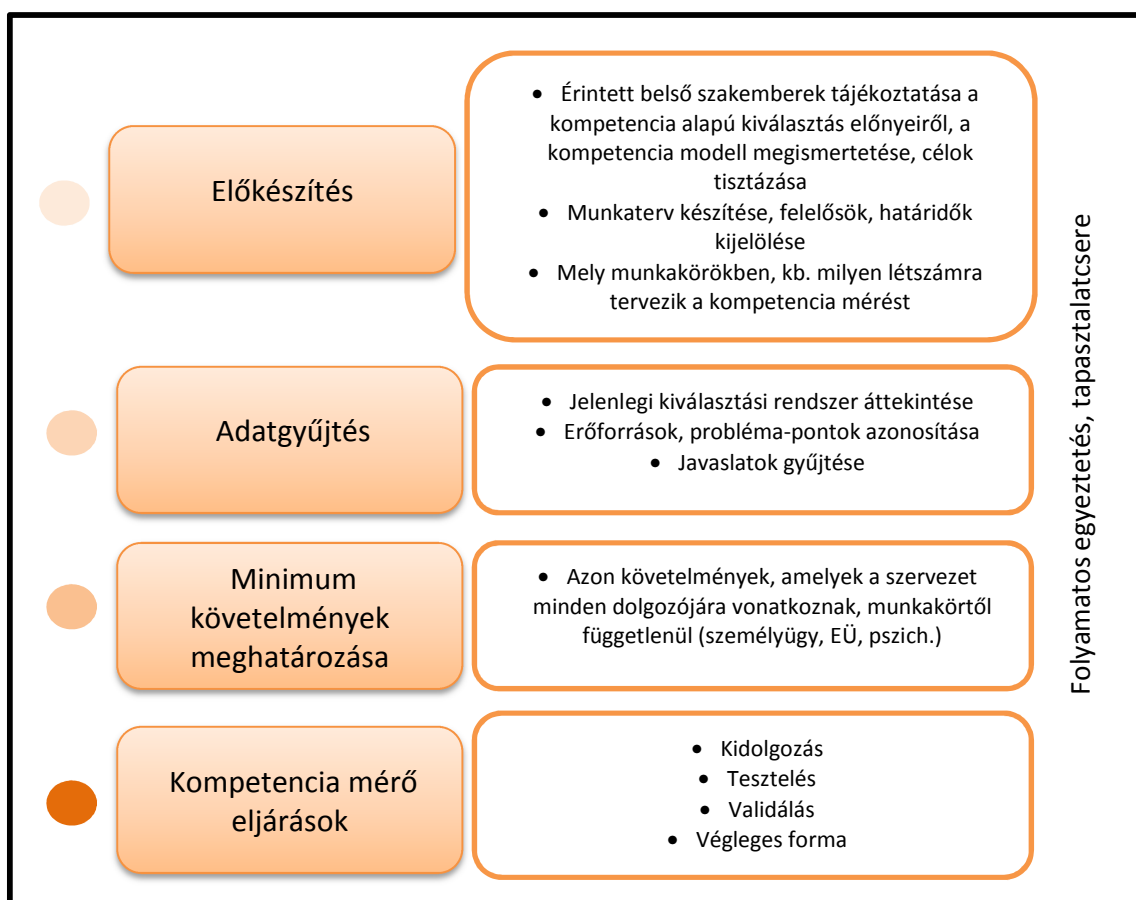 Előkészítés
• Érintett belső szakemberek tájékoztatása a
kompetencia alapú kiválasztás előnyeiről, a
kompetencia modell megismertetése, célok
tisztázása
• Munkaterv készítése, felelősök, határidők
kijelölése
• Mely munkakörökben, kb. milyen létszámra
tervezik a kompetencia mérést
Adatgyűjtés
• Jelenlegi kiválasztási rendszer áttekintése
• Erőforrások, probléma-pontok azonosítása
• Javaslatok gyűjtése
Minimum
követelmények
meghatározása
• Azon követelmények, amelyek a szervezet
minden dolgozójára vonatkoznak, munkakörtől
függetlenül (személyügy, EÜ, pszich.)
Kompetencia mérő
eljárások
• Kidolgozás
• Tesztelés
• Validálás
• Végleges forma
Folyamatos egyeztetés, tapasztalatcsere